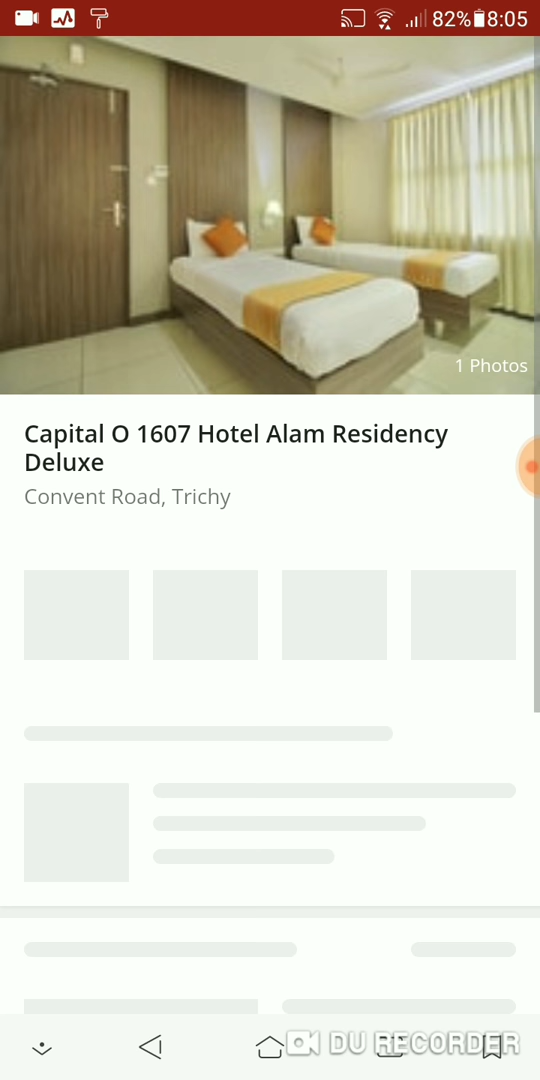 82% 8:05
1 Photos
Capital O 1607 Hotel Alam Residency
Deluxe
Convent Road, Trichy
DU RECORDER